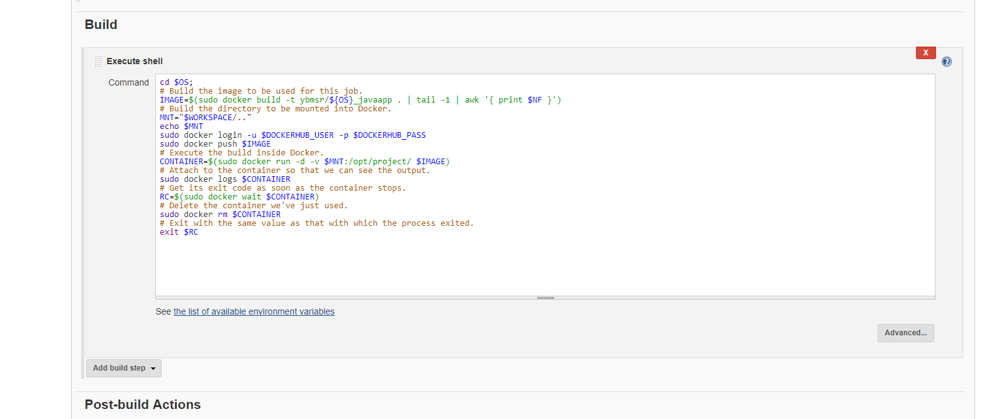 Build
X
Execute shell
?
Command
cd $OS;
# Build the image to be used for this job.
IMAGE=$(sudo docker build -t ybmsr/${OS}_javaapp . | tail -1 | awk '{ print $NF }')
# Build the directory to be mounted into Docker.
MNT="$WORKSPACE/.."
echo $MNT
sudo docker login -u $DOCKERHUB_USER -p $DOCKERHUB_PASS
sudo docker push $IMAGE
# Execute the build inside Docker.
CONTAINER=$(sudo docker run -d -v $MNT:/opt/project/ $IMAGE)
# Attach to the container so that we can see the output.
sudo docker logs $CONTAINER
# Get its exit code as soon as the container stops.
RC=$(sudo docker wait $CONTAINER)
# Delete the container we've just used.
sudo docker rm $CONTAINER
# Exit with the same value as that with which the process exited.
exit $RC
See the list of available environment variables
Advanced...
Add build step
Post-build Actions